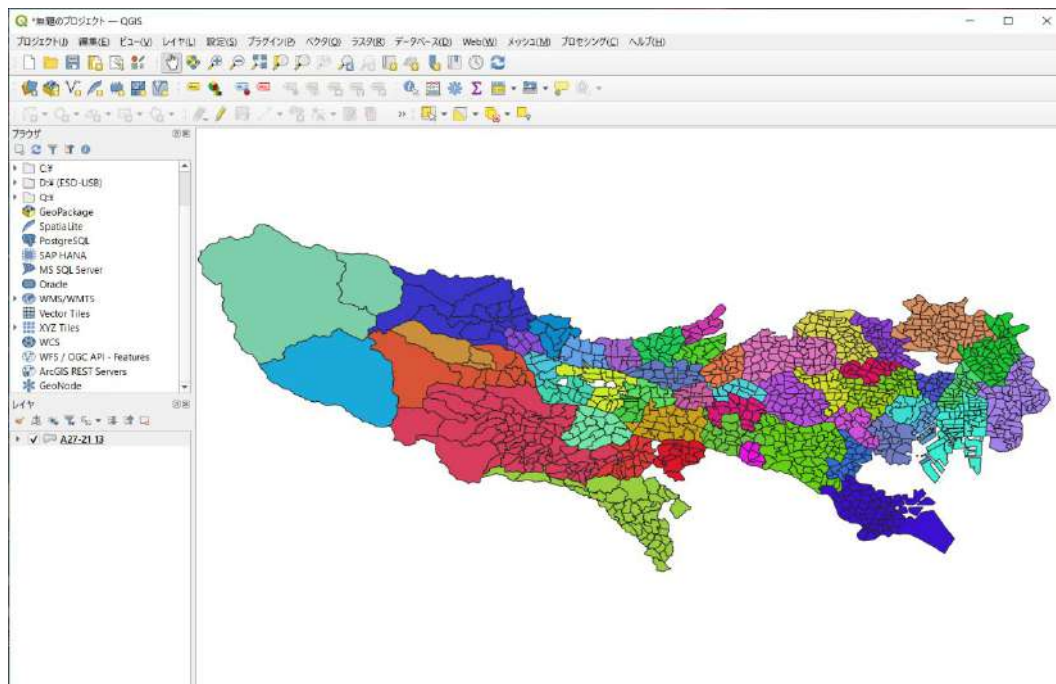 *無題のプロジェクト — QGIS
プロジェクト(J) 編集(E) ビュー(V) レイヤ(L) 設定(S) プラグイン(P) ベクタ(O) ラスタ(R) データベース(D) Web(W) メッシュ(M) プロセシング(C) ヘルプ(H)
ブラウザ
C:¥
D:¥ (ESD-USB)
Q:¥
GeoPackage
SpatiaLite
PostgreSQL
SAP HANA
MS SQL Server
Oracle
WMS/WMTS
Vector Tiles
XYZ Tiles
WCS
WFS / OGC API - Features
ArcGIS REST Servers
GeoNode
レイヤ
A27-21 13